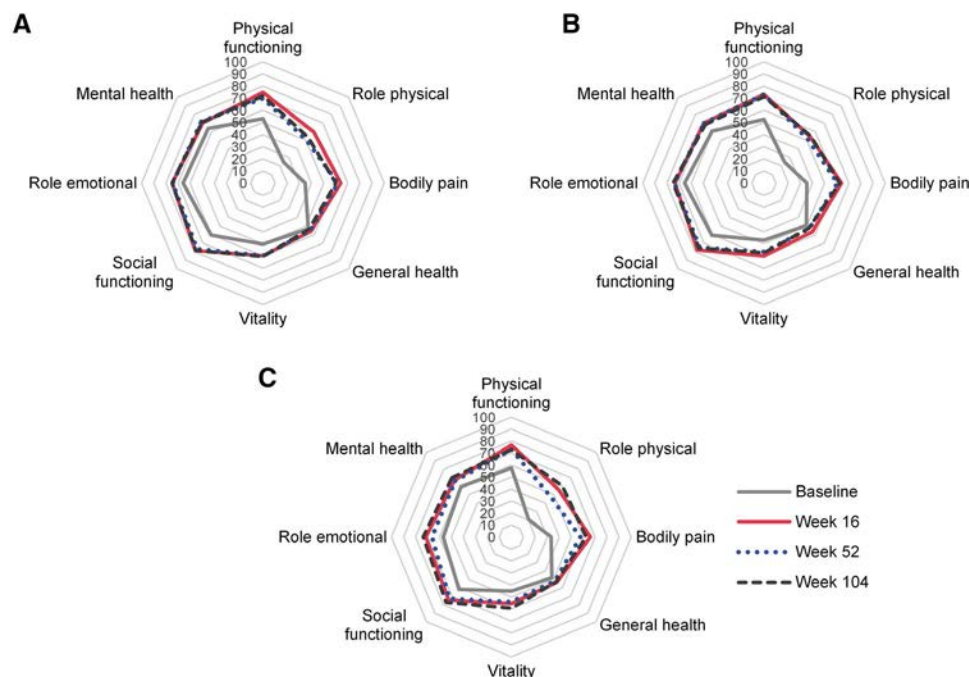 A
Physical
functioning
Mental health
Role physical
Role emotional
Bodily pain
Social
functioning
General health
Vitality
100
90
80
70
60
50
40
30
20
10
0
B
Physical
functioning
Mental health
Role physical
Role emotional
Bodily pain
Social
functioning
General health
Vitality
100
90
80
70
60
50
40
30
20
10
0
C
Physical
functioning
Mental health
Role physical
Role emotional
Bodily pain
Social
functioning
General health
Vitality
100
90
80
70
60
50
40
30
20
10
0
Baseline
Week 16
Week 52
Week 104